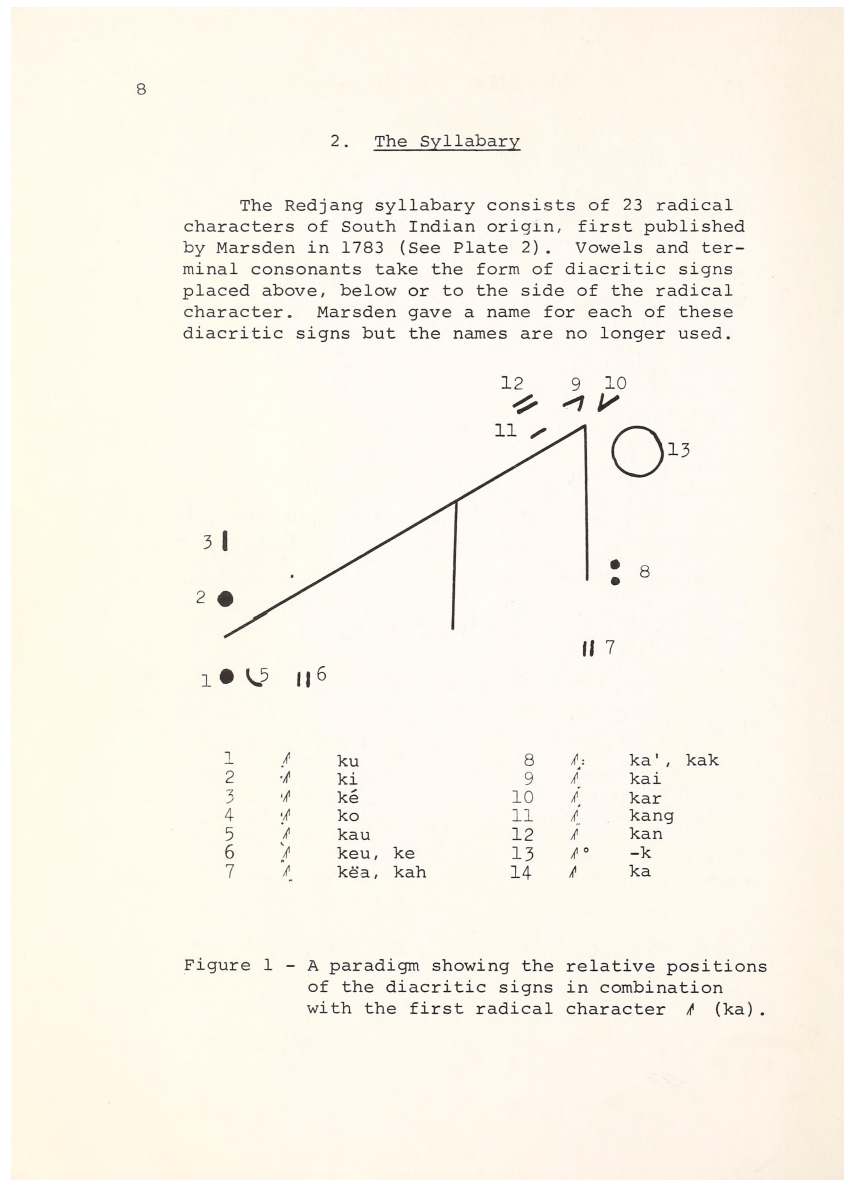 8
2. The Syllabary
The Redjang syllabary consists of 23 radical
characters of South Indian origin, first published
by Marsden in 1783 (See Plate 2). Vowels and ter-
minal consonants take the form of diacritic signs
placed above, below or to the side of the radical
character. Marsden gave a name for each of these
diacritic signs but the names are no longer used.
12 9 10
11
13
3
2
8
7
1 5 6
1 ku 8 ka', kak
2 ki 9 kai
3 ké 10 kar
4 ko 11 kang
5 kau 12 kan
6 keu, ke 13 -k
7 këa, kah 14 ka
Figure 1 - A paradigm showing the relative positions
of the diacritic signs in combination
with the first radical character (ka).